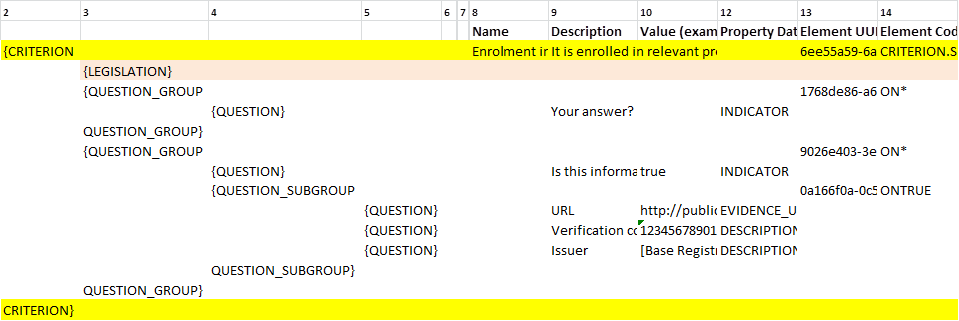 2 3 4 5 6 7 8 9 10 12 13 14
Name Description Value (exam Property Dat Element UUI Element Cod
{CRITERION Enrolment ir It is enrolled in relevant pro 6ee55a59-6a CRITERION.S
{LEGISLATION}
{QUESTION_GROUP 1768de86-a6 ON*
{QUESTION} Your answer? INDICATOR
QUESTION_GROUP}
{QUESTION_GROUP 9026e403-3e ON*
{QUESTION} Is this informa true INDICATOR
{QUESTION_SUBGROUP 0a166f0a-0c5 ONTRUE
{QUESTION} URL http://public EVIDENCE_U
{QUESTION} Verification co 12345678901 DESCRIPTION
{QUESTION} Issuer [Base Registr DESCRIPTION
QUESTION_SUBGROUP}
QUESTION_GROUP}
CRITERION}